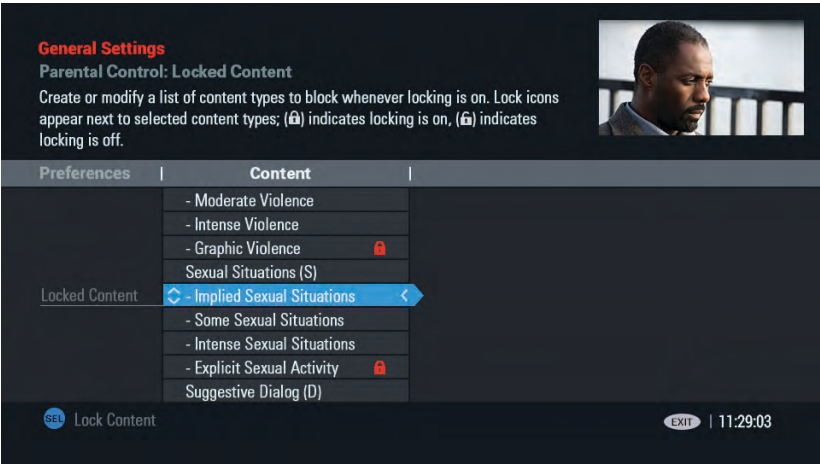 General Settings
Parental Control: Locked Content
Create or modify a list of content types to block whenever locking is on. Lock icons
appear next to selected content types; (🔒) indicates locking is on, (🔓) indicates
locking is off.
Preferences | Content |
- Moderate Violence
- Intense Violence
- Graphic Violence
Sexual Situations (S)
Locked Content - Implied Sexual Situations
- Some Sexual Situations
- Intense Sexual Situations
- Explicit Sexual Activity
Suggestive Dialog (D)
SEL Lock Content EXIT | 11:29:03